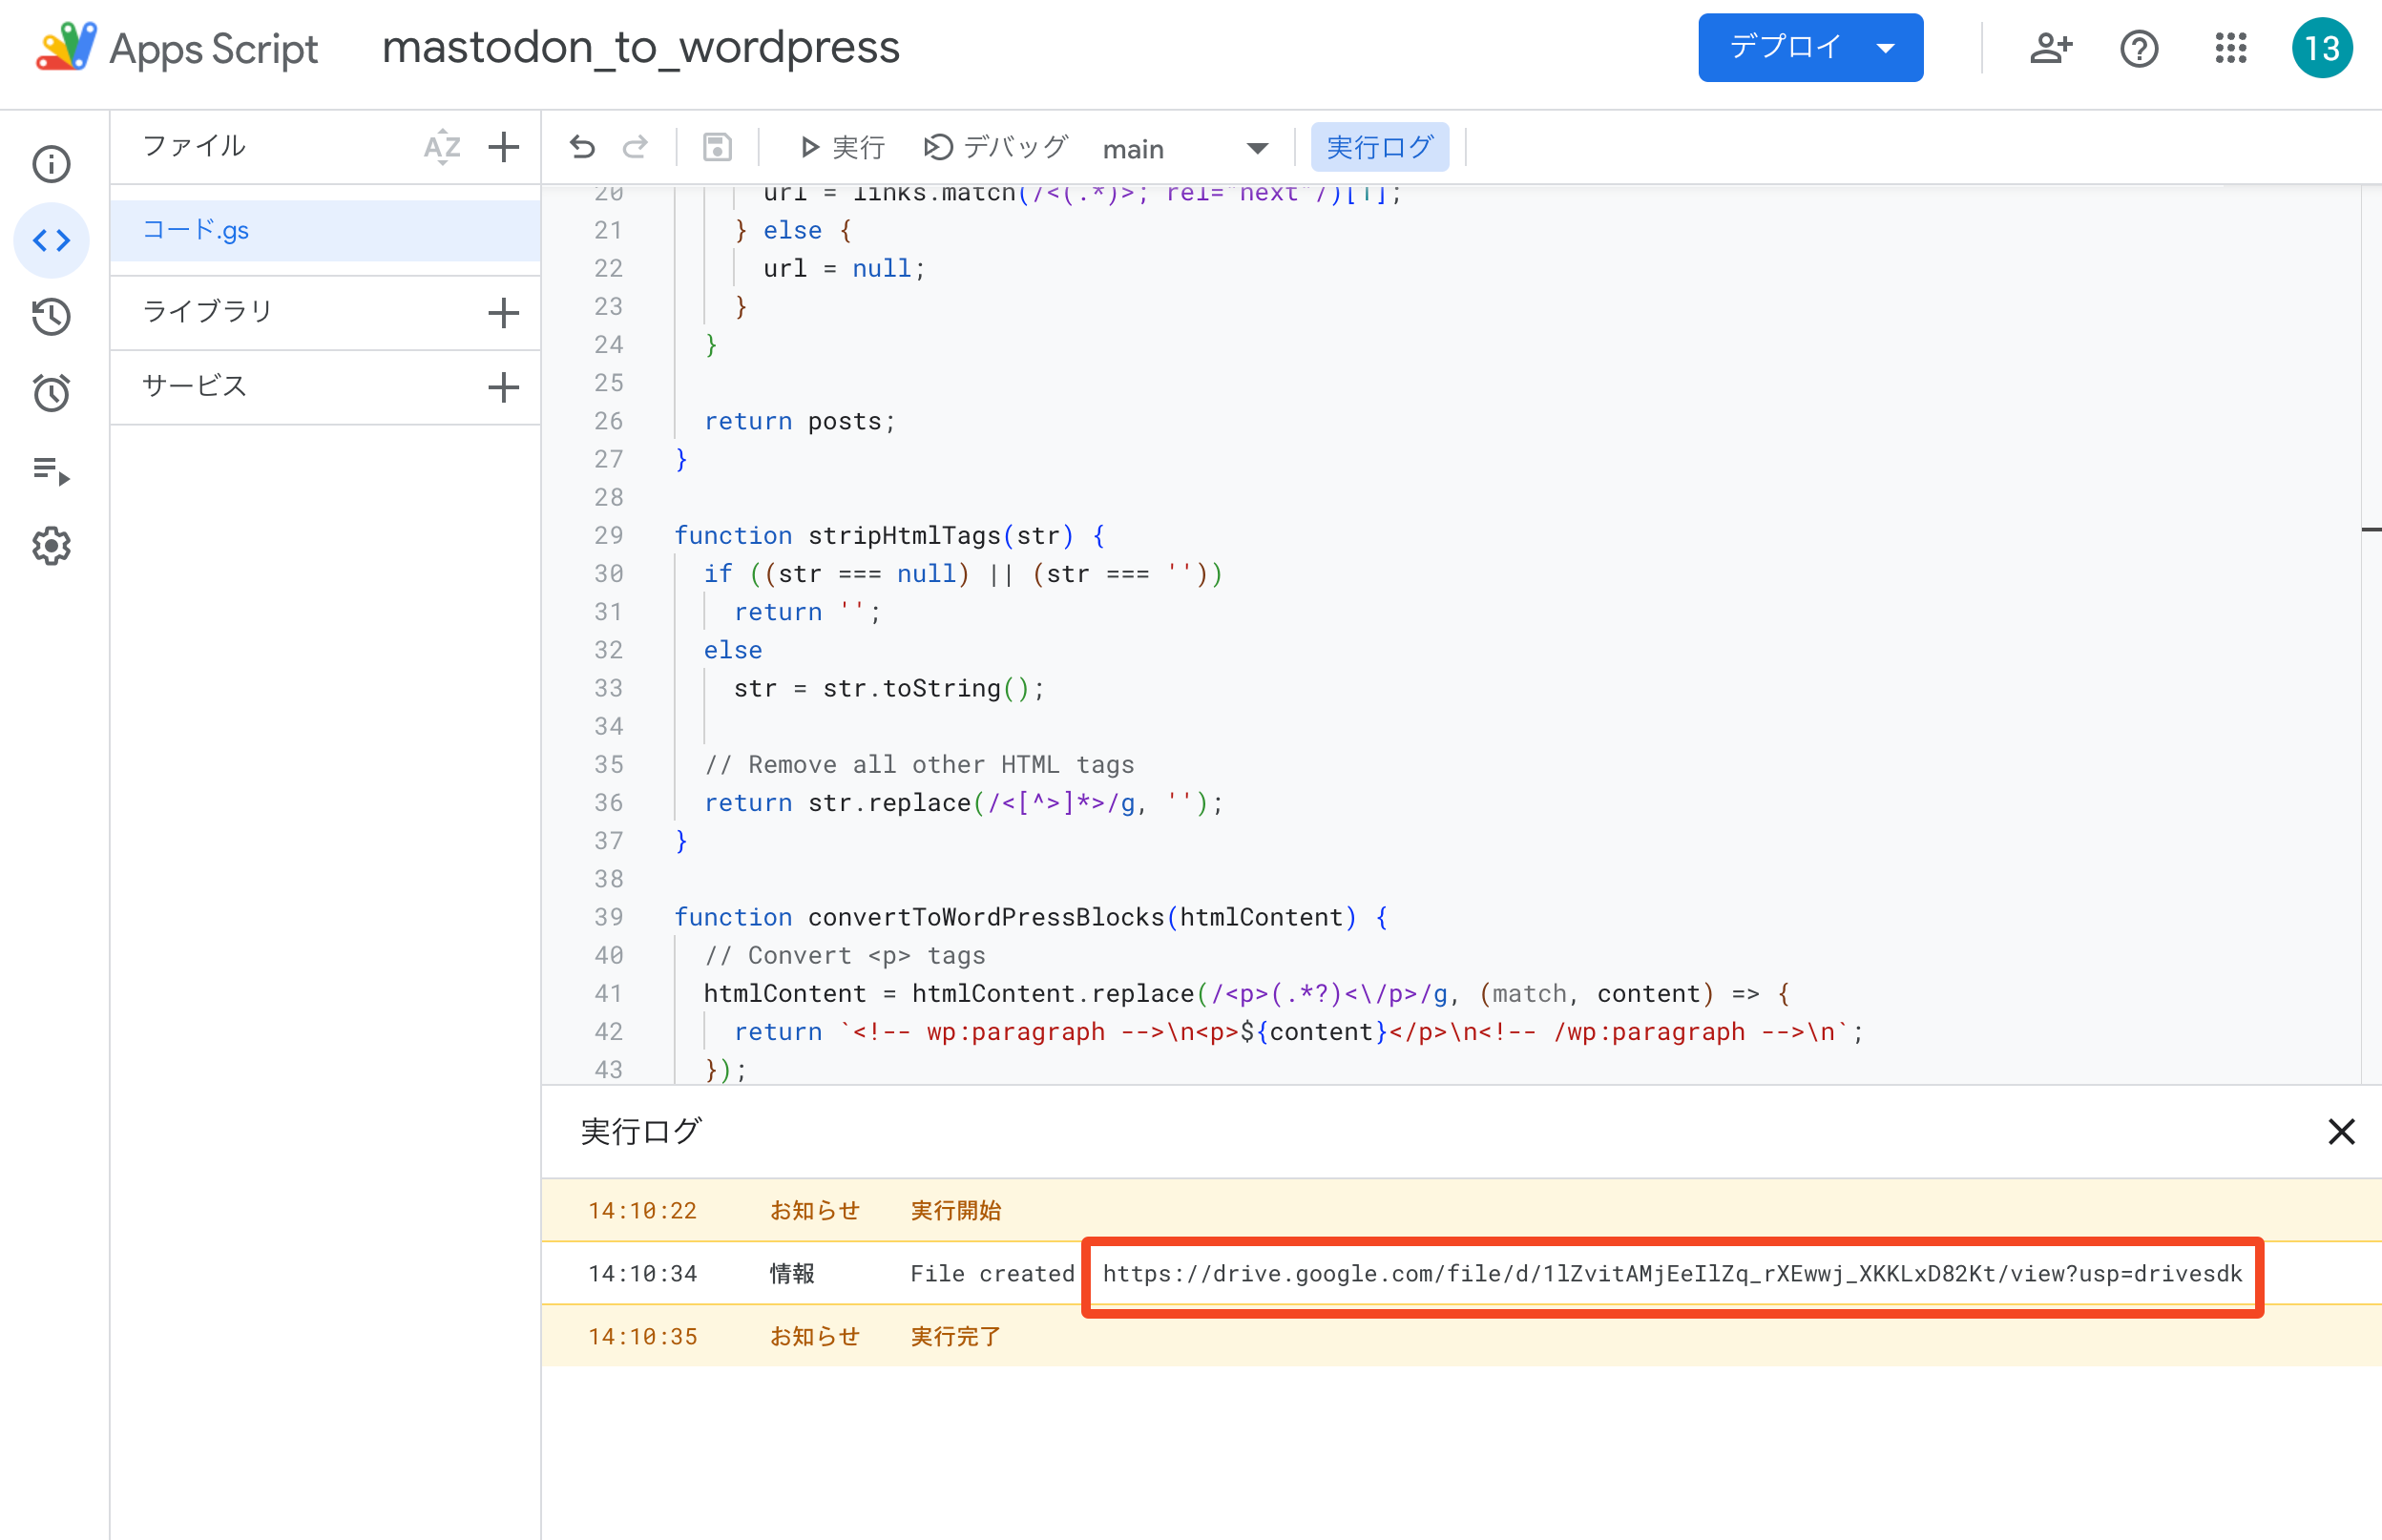 Apps Script
mastodon_to_wordpress
デプロイ
13
ファイル
AZ
コード.gs
ライブラリ
サービス
実行
デバッグ
main
実行ログ
20 url = links.match(/<(.*)>; rel="next"/)[1];
21 } else {
22 url = null;
23 }
24 }
25
26 return posts;
27 }
28
29 function stripHtmlTags(str) {
30 if ((str === null) || (str === ''))
31 return '';
32 else
33 str = str.toString();
34
35 // Remove all other HTML tags
36 return str.replace(/<[^>]*>/g, '');
37 }
38
39 function convertToWordPressBlocks(htmlContent) {
40 // Convert <p> tags
41 htmlContent = htmlContent.replace(/<p>(.*?)<\/p>/g, (match, content) => {
42 return `<!-- wp:paragraph -->\n<p>${content}</p>\n<!-- /wp:paragraph -->\n`;
43 });
実行ログ
14:10:22 お知らせ 実行開始
14:10:34 情報 File created https://drive.google.com/file/d/1lZvitAMjEeIlZq_rXEwwj_XKKLxD82Kt/view?usp=drivesdk
14:10:35 お知らせ 実行完了